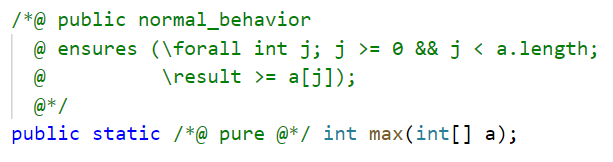 /*@ public normal_behavior
  @ ensures (\forall int j; j >= 0 && j < a.length;
  @          \result >= a[j]);
  @*/
public static /*@ pure @*/ int max(int[] a);